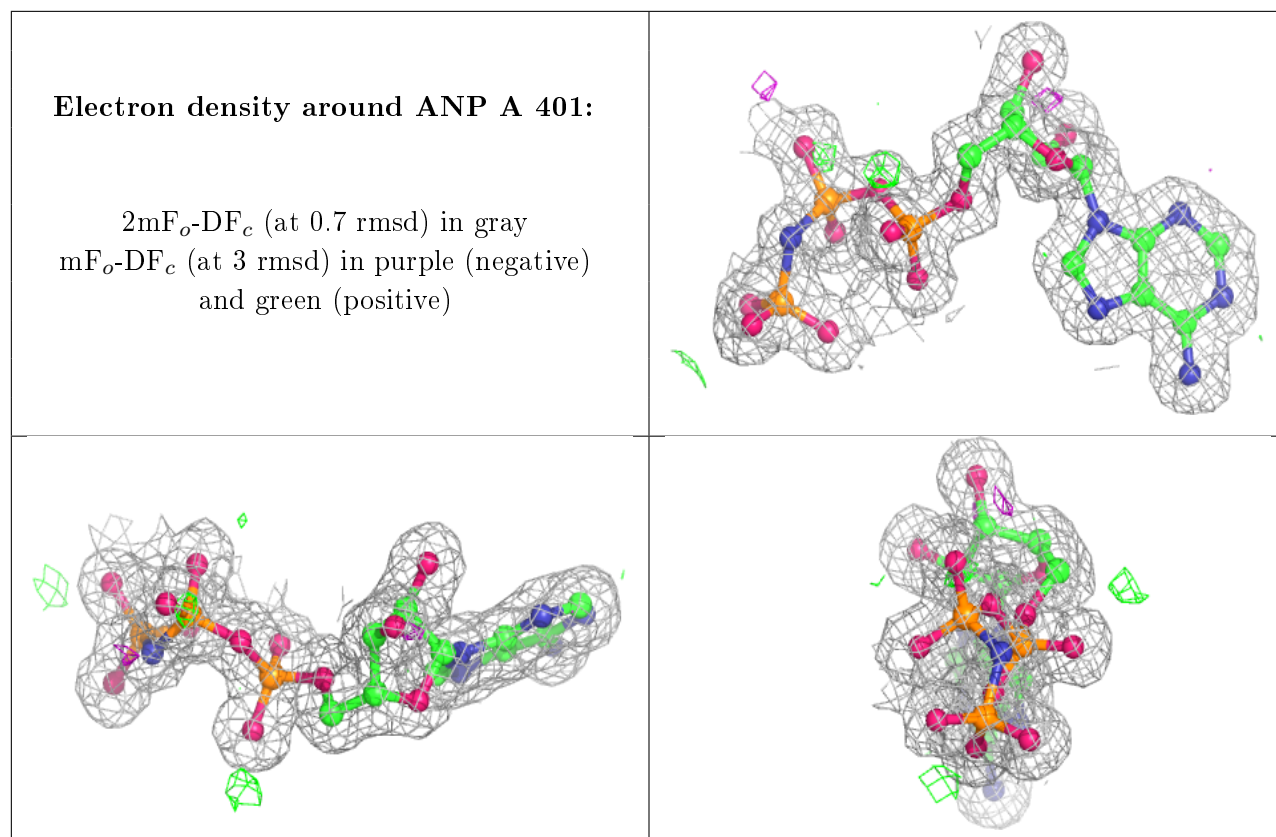 Electron density around ANP A 401:
2mFo-DFc (at 0.7 rmsd) in gray
mFo-DFc (at 3 rmsd) in purple (negative)
and green (positive)